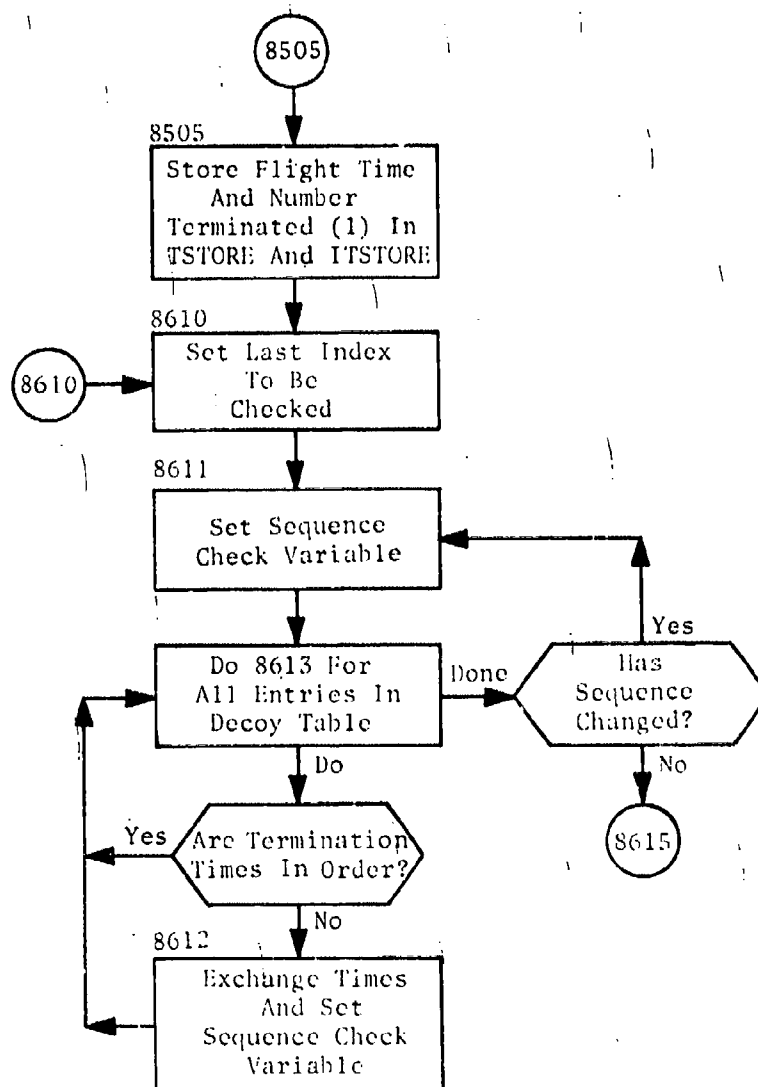 8505
8505
Store Flight Time
And Number
Terminated (1) In
TSTORE And ITSTORE
8610
8610
Set Last Index
To Be
Checked
8611
Set Sequence
Check Variable
Yes
Do 8613 For
All Entries In
Decoy Table
Done
Has
Sequence
Changed?
Do
No
Yes
Are Termination
Times In Order?
8615
No
8612
Exchange Times
And Set
Sequence Check
Variable